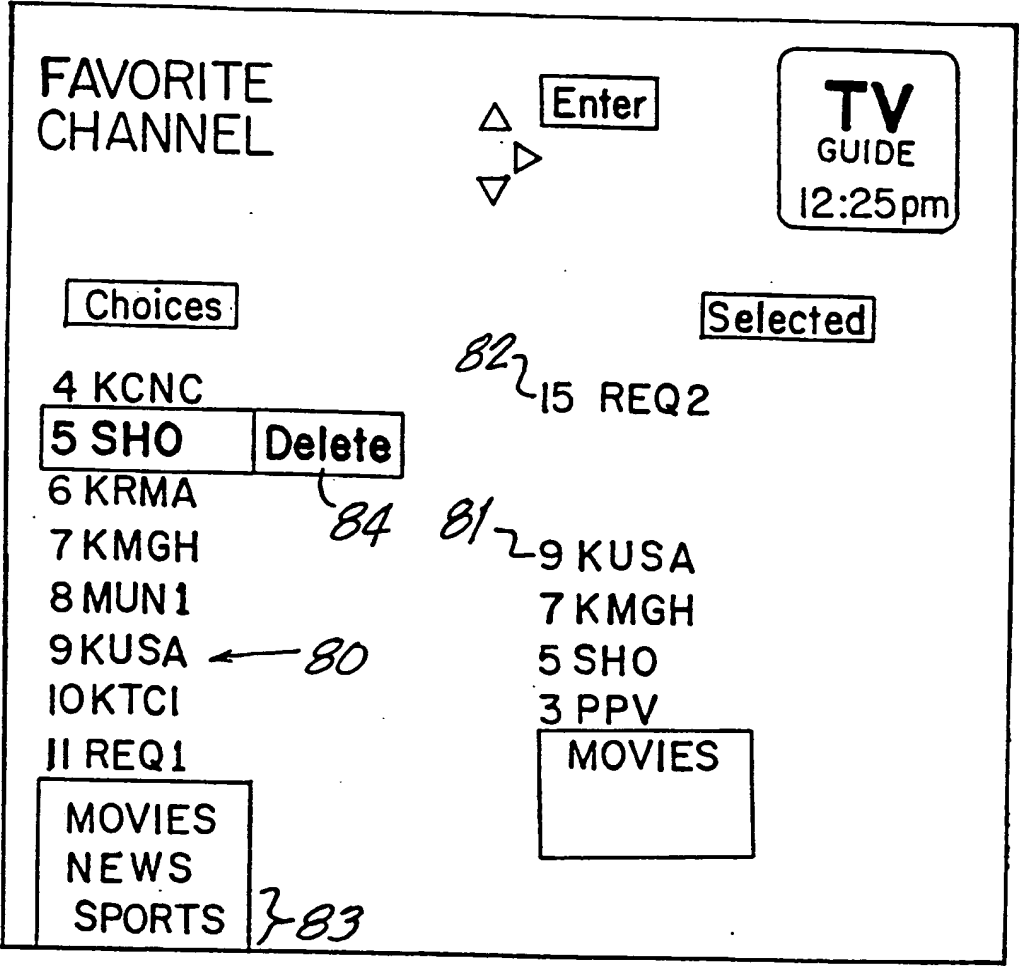 FAVORITE
CHANNEL
Enter
TV
GUIDE
12:25pm
Choices
Selected
4 KCNC
5 SHO Delete
6 KRMA
7 KMGH
8 MUN1
9 KUSA
10 KTCI
11 REQ1
MOVIES
NEWS
SPORTS
84
80
83
82
15 REQ2
81
9 KUSA
7 KMGH
5 SHO
3 PPV
MOVIES